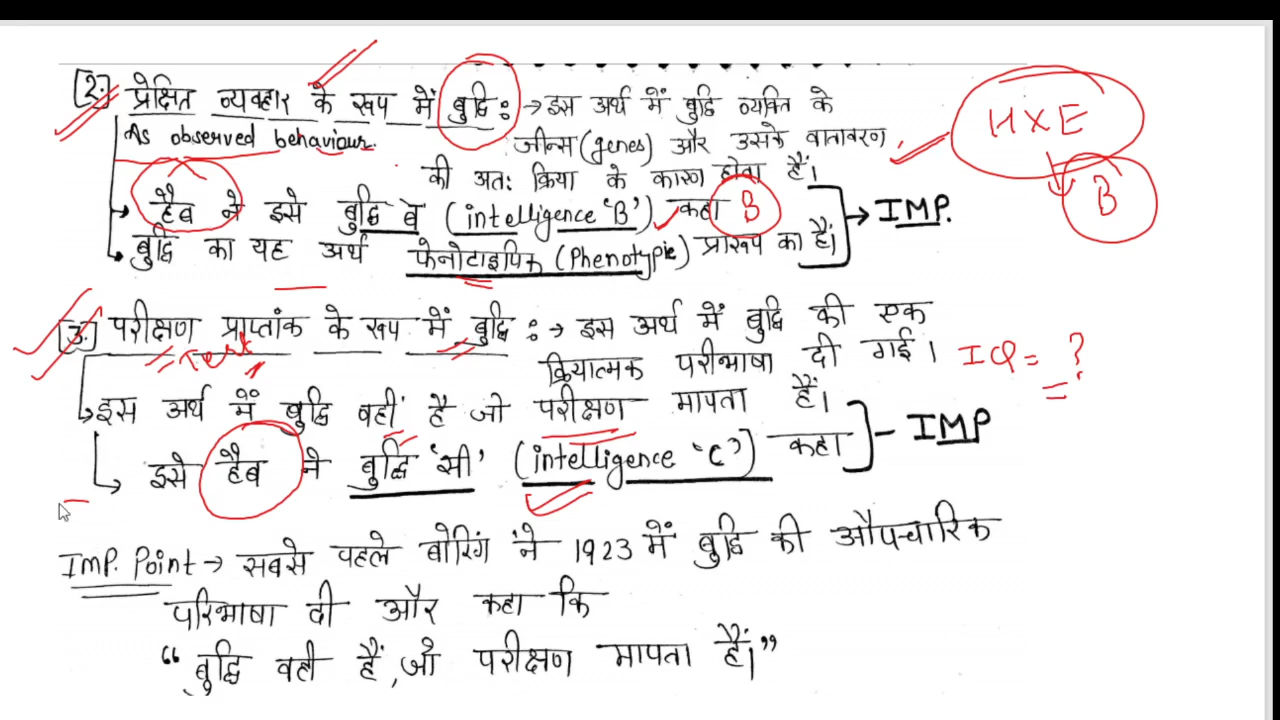 2. प्रेक्षित व्यवहार के रूप में बुद्धि : → इस अर्थ में बुद्धि व्यक्ति के
As observed behaviour. जीन्स (genes) और उसके वातावरण
की अतः क्रिया के कारण होता है।
HXE
B
हैब ने इसे बुद्धि बे (intelligence 'B') कहा B
IMP.
बुद्धि का यह अर्थ फेनोटाइपिक (Phenotypic) प्रारूप का है।
3. परीक्षण प्राप्तांक के रूप में बुद्धि : → इस अर्थ में बुद्धि की एक
Test क्रियात्मक परीभाषा दी गई।
IQ = ?
इस अर्थ में बुद्धि वहीं है जो परीक्षण मापता है।
इसे हैब ने बुद्धि 'सी' (intelligence 'C') कहा
IMP
IMP. Point → सबसे पहले बोरिंग ने 1923 में बुद्धि की औपचारिक
परिभाषा दी और कहा कि
“बुद्धि वही है, जो परीक्षण मापता है।”